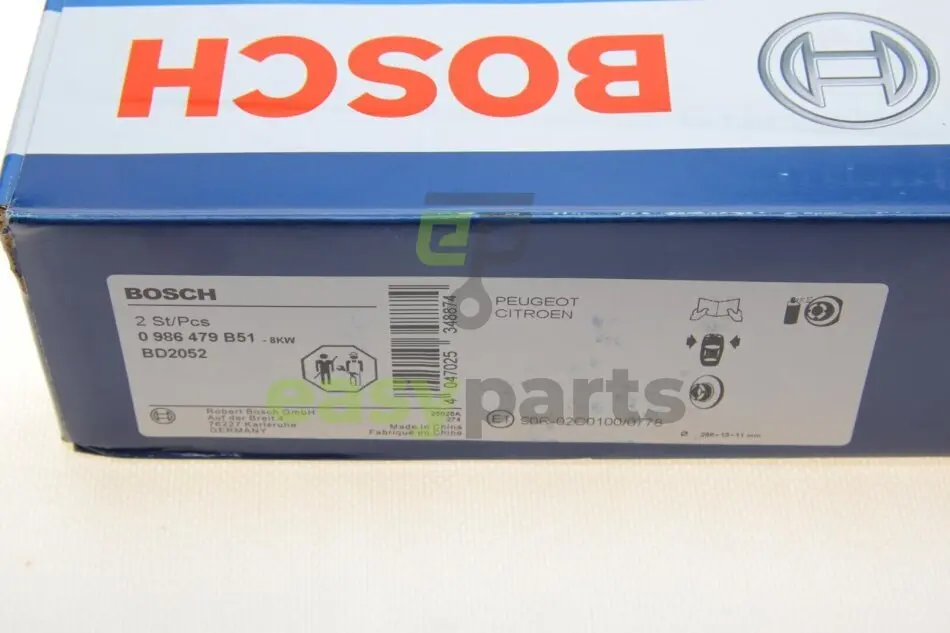 BOSCH
BOSCH
2 St/Pcs
0 986 479 B51 - 8KW
BD2052
4 047025 348874
PEUGEOT
CITROEN
Robert Bosch GmbH
Auf der Breit 4
76227 Karlsruhe
GERMANY
Made in China
Fabriqué en Chine
E1
easyparts
ep